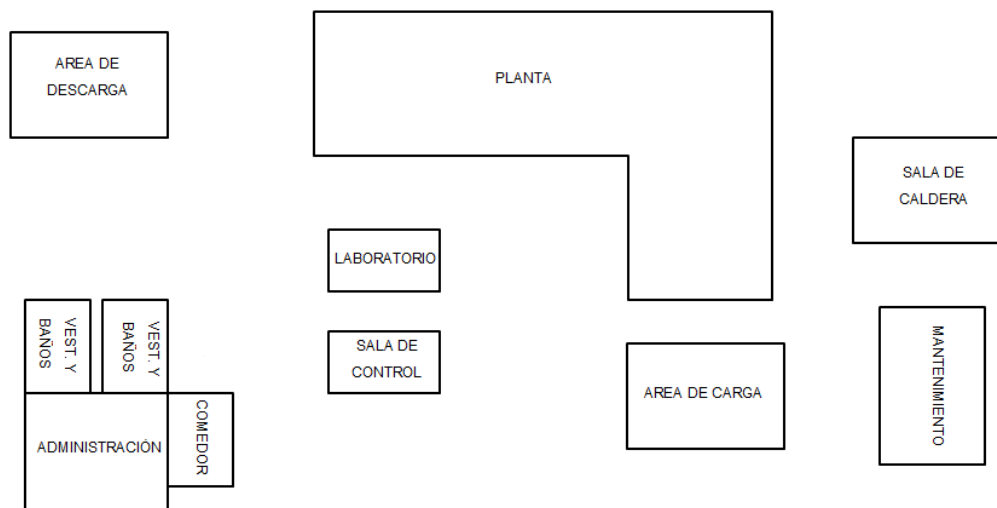 AREA DE
DESCARGA
PLANTA
SALA DE
CALDERA
LABORATORIO
VEST. Y
BAÑOS
VEST. Y
BAÑOS
SALA DE
CONTROL
AREA DE CARGA
MANTENIMIENTO
ADMINISTRACIÓN
COMEDOR